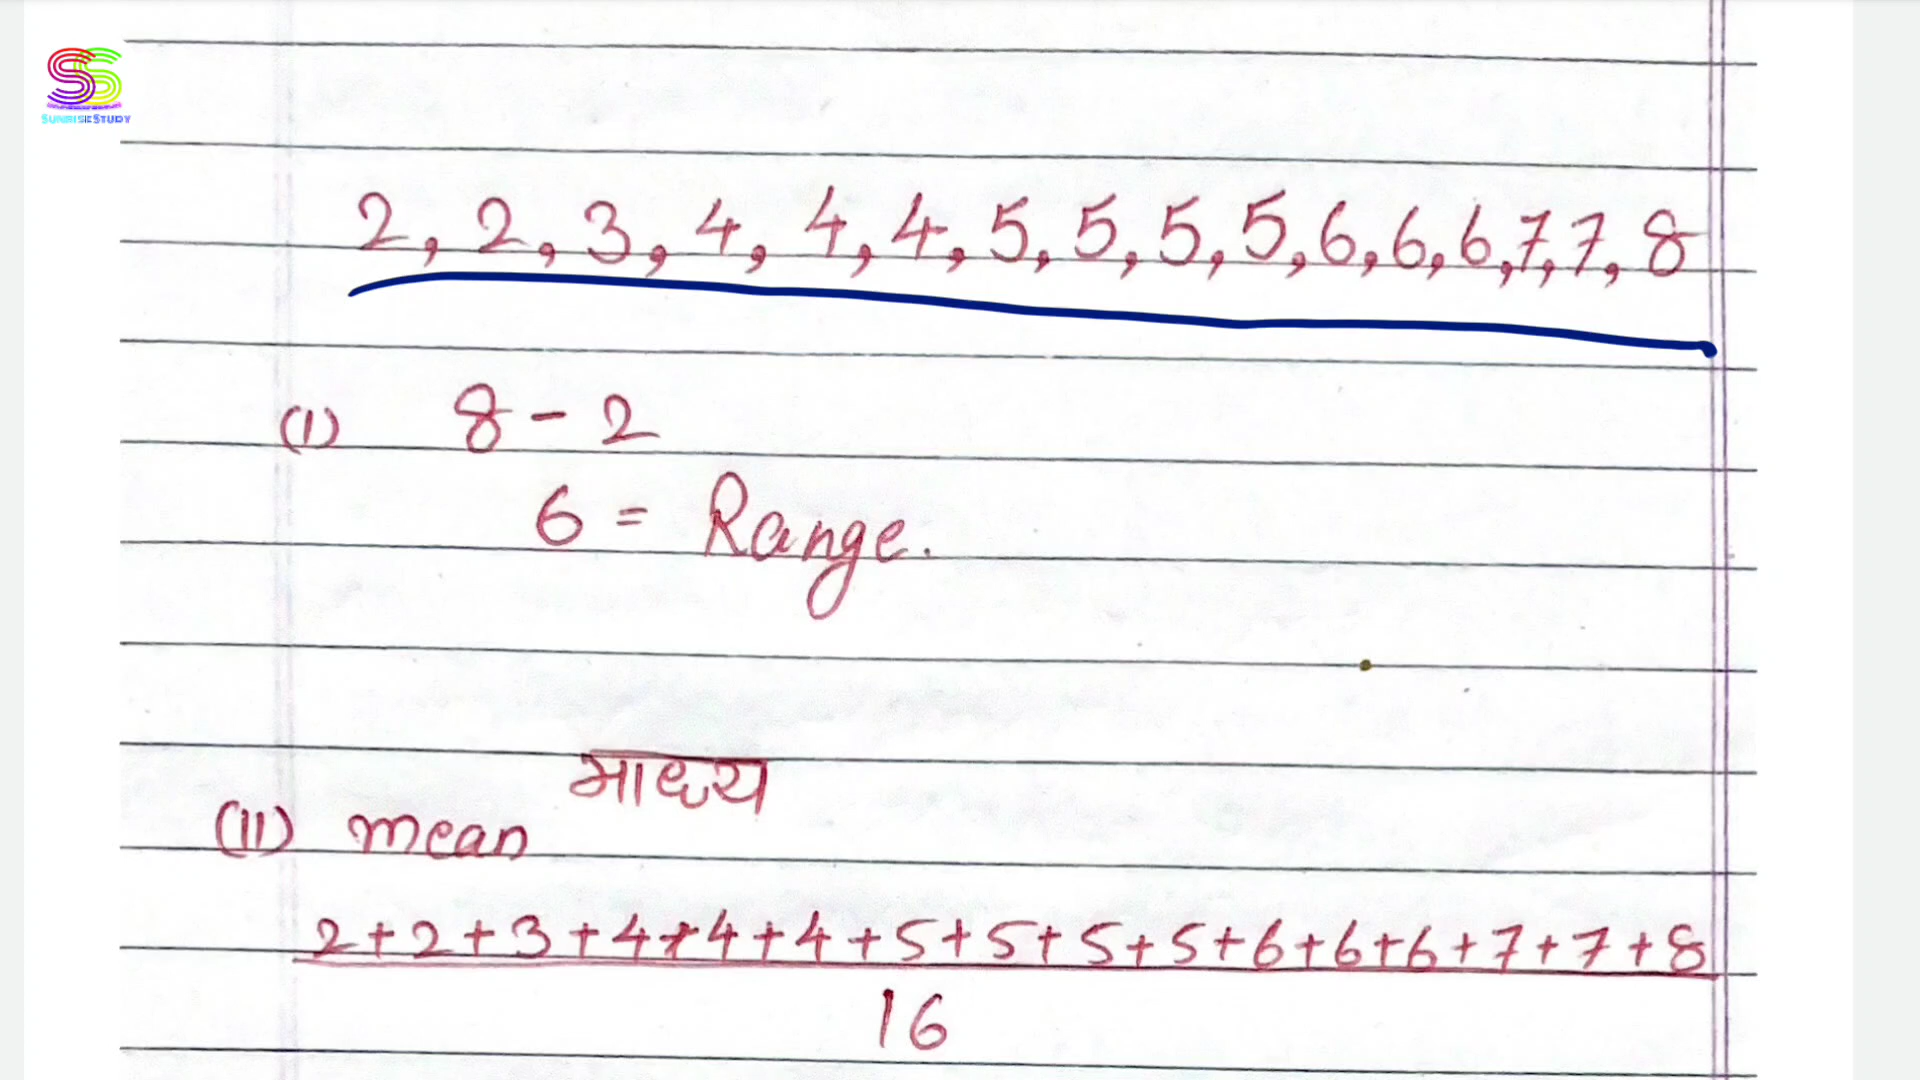 SUNRISESTUDY
2, 2, 3, 4, 4, 4, 5, 5, 5, 5, 6, 6, 6, 7, 7, 8
(I) 8 - 2
6 = Range.
माध्य
(II) mean
2+2+3+4+4+4+5+5+5+5+6+6+6+7+7+8
16